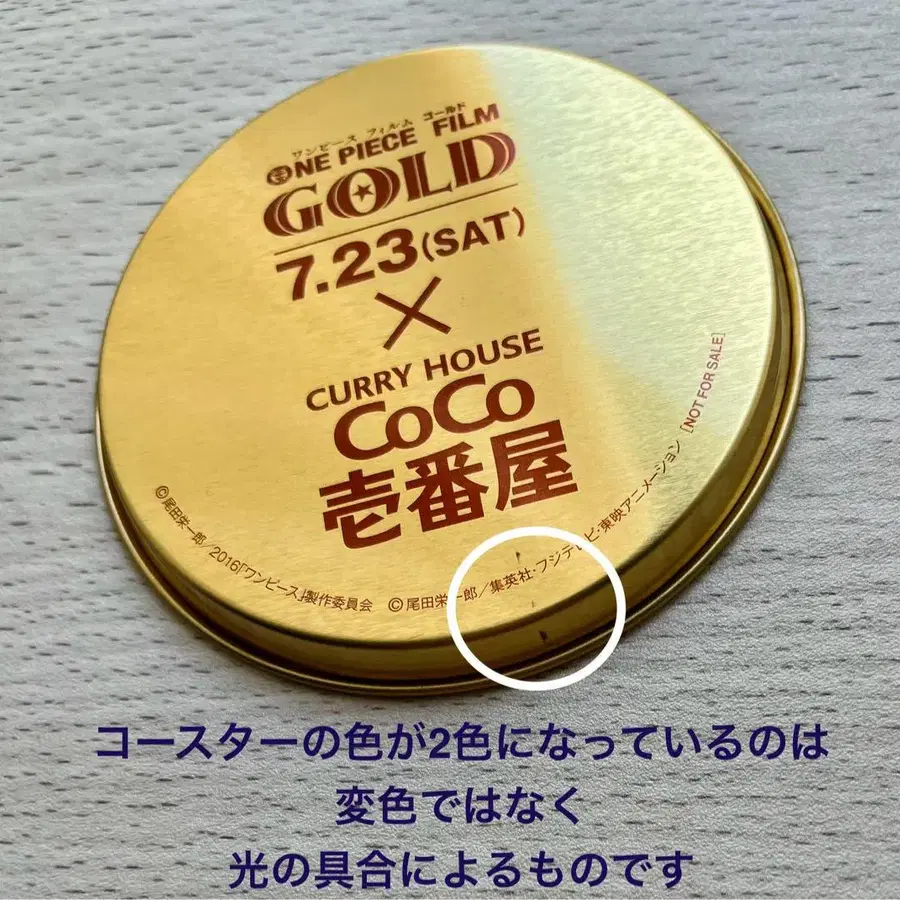 ワンピース フィルム ゴールド
ONE PIECE FILM
GOLD
7.23(SAT)
×
CURRY HOUSE
CoCo
壱番屋
©尾田栄一郎/2016「ワンピース」製作委員会 ©尾田栄一郎/集英社・フジテレビ・東映アニメーション [NOT FOR SALE]
コースターの色が2色になっているのは
変色ではなく
光の具合によるものです